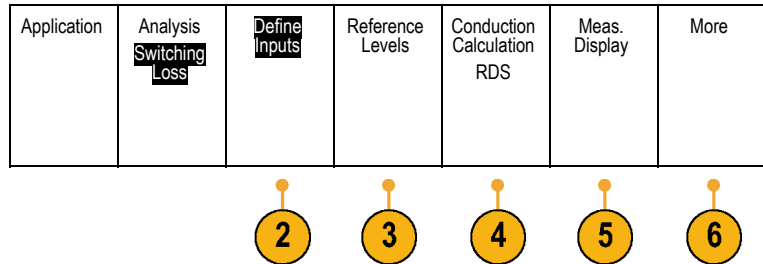 Application
Analysis
Switching
Loss
Define
Inputs
Reference
Levels
Conduction
Calculation
RDS
Meas.
Display
More
2
3
4
5
6